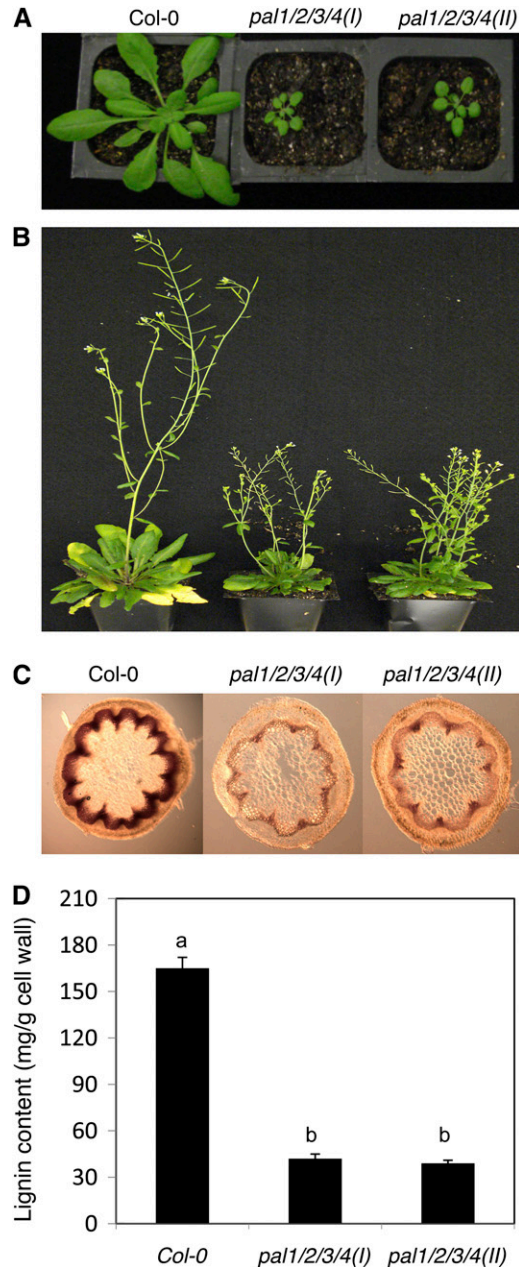 A
Col-0 pal1/2/3/4(I) pal1/2/3/4(II)
B
C
Col-0 pal1/2/3/4(I) pal1/2/3/4(II)
D
Lignin content (mg/g cell wall)
210
180
150
120
90
60
30
0
a
b
b
Col-0 pal1/2/3/4(I) pal1/2/3/4(II)